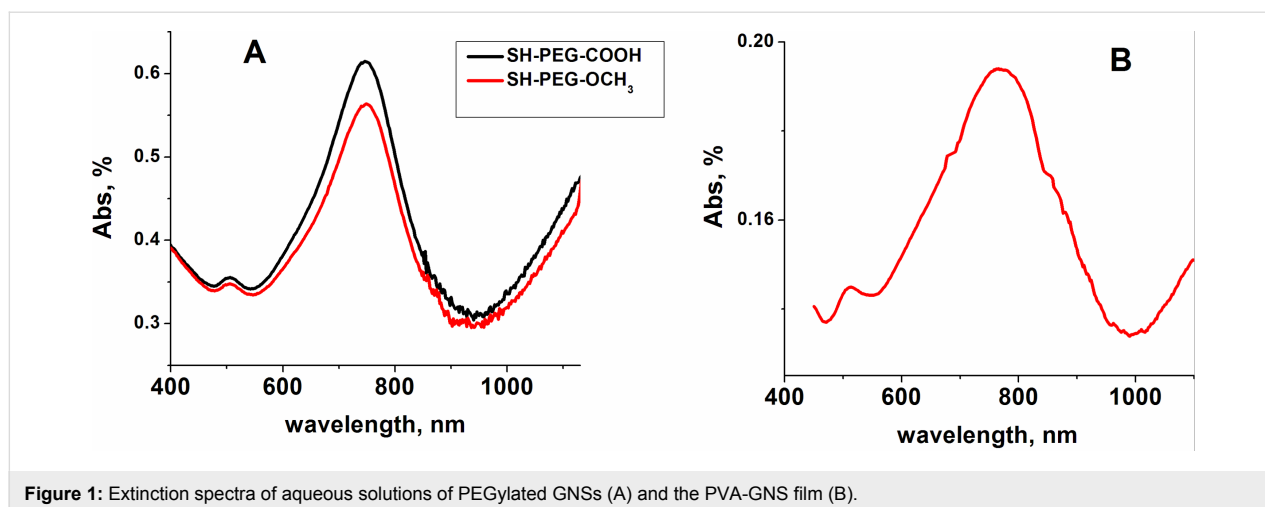 A
SH-PEG-COOH
SH-PEG-OCH₃
0.6
0.5
0.4
0.3
Abs, %
400 600 800 1000
wavelength, nm
B
0.20
0.16
Abs, %
400 600 800 1000
wavelength, nm
Figure 1: Extinction spectra of aqueous solutions of PEGylated GNSs (A) and the PVA-GNS film (B).